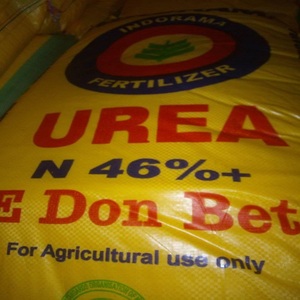 INDORAMA
FERTILIZER
UREA
N 46%+
E Don Bet
For Agricultural use only